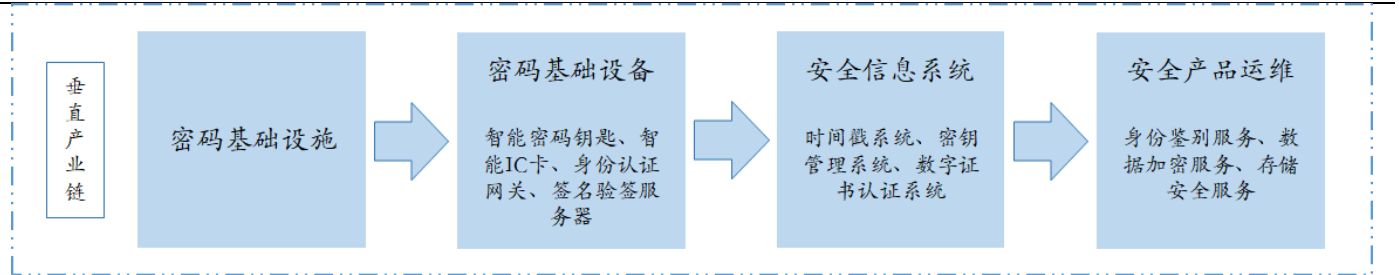 垂
直
产
业
链
密码基础设施
密码基础设备
智能密码钥匙、智
能IC卡、身份认证
网关、签名验签服
务器
安全信息系统
时间戳系统、密钥
管理系统、数字证
书认证系统
安全产品运维
身份鉴别服务、数
据加密服务、存储
安全服务